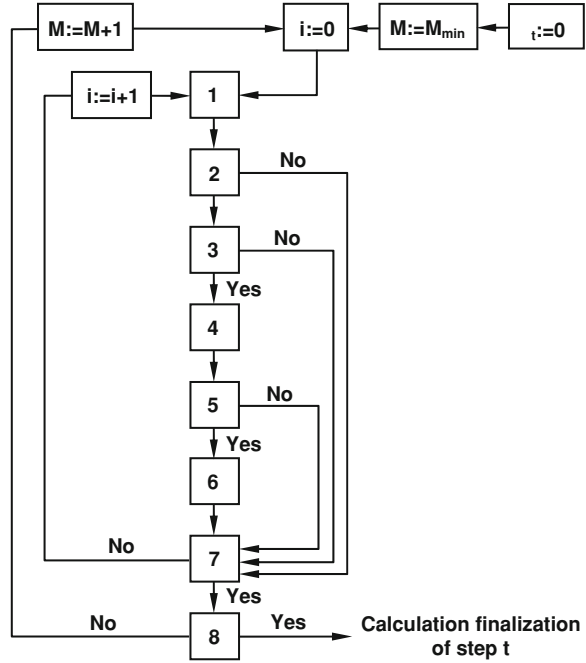 M:=M+1
i:=0
M:=Mmin
t:=0
i:=i+1
1
No
2
No
3
Yes
4
No
5
Yes
6
No
7
Yes
No
8
Yes
Calculation finalization
of step t